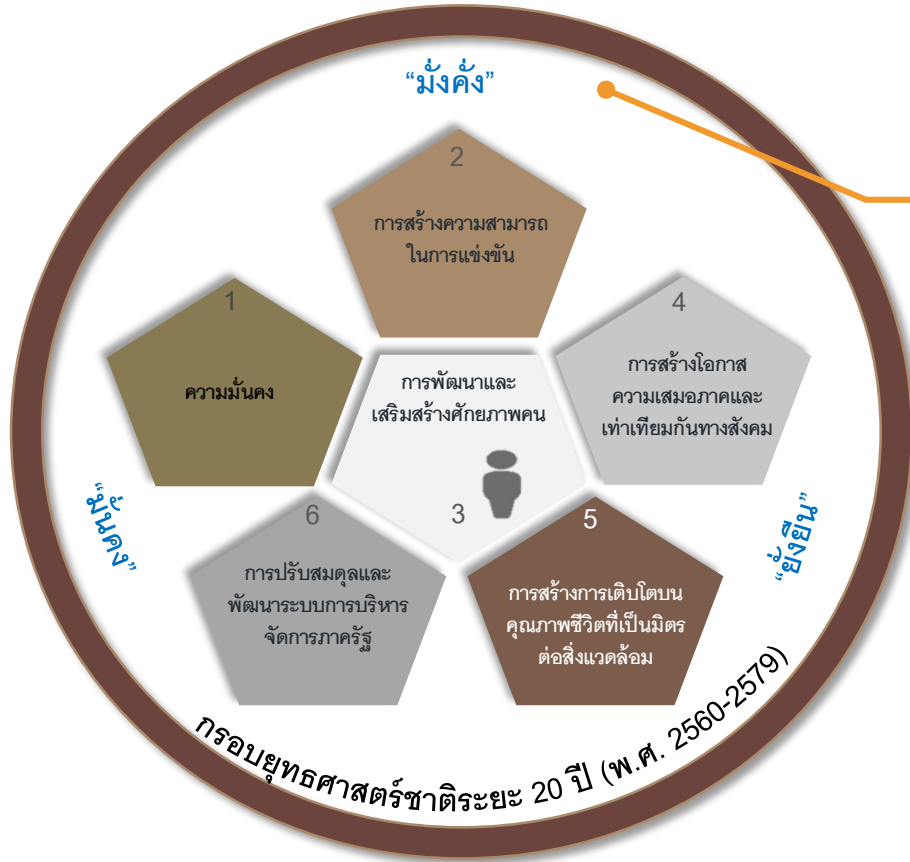 “มั่งคั่ง”
2
การสร้างความสามารถ
ในการแข่งขัน
1
ความมั่นคง
4
การสร้างโอกาส
ความเสมอภาคและ
เท่าเทียมกันทางสังคม
การพัฒนาและ
เสริมสร้างศักยภาพคน
3
“มั่นคง”
“ยั่งยืน”
6
การปรับสมดุลและ
พัฒนาระบบการบริหาร
จัดการภาครัฐ
5
การสร้างการเติบโตบน
คุณภาพชีวิตที่เป็นมิตร
ต่อสิ่งแวดล้อม
กรอบยุทธศาสตร์ชาติระยะ 20 ปี (พ.ศ. 2560-2579)